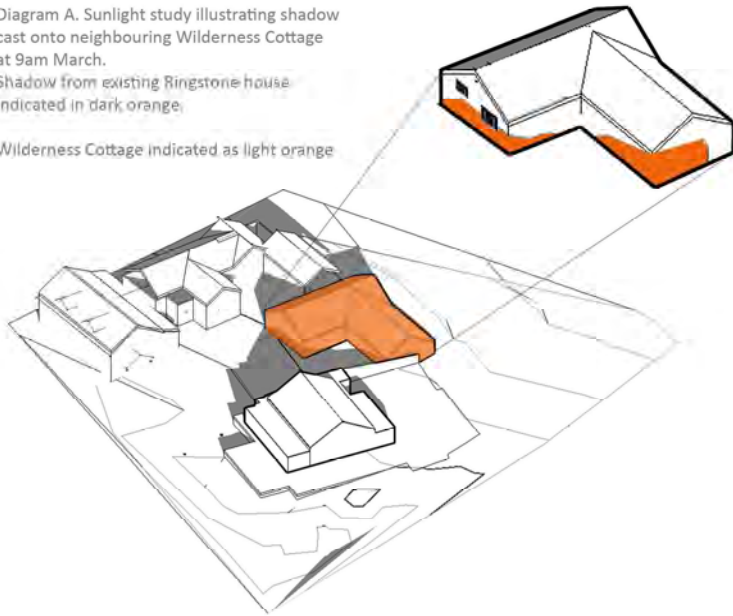 Diagram A. Sunlight study illustrating shadow
cast onto neighbouring Wilderness Cottage
at 9am March.
Shadow from existing Ringstone house
indicated in dark orange.
Wilderness Cottage indicated as light orange